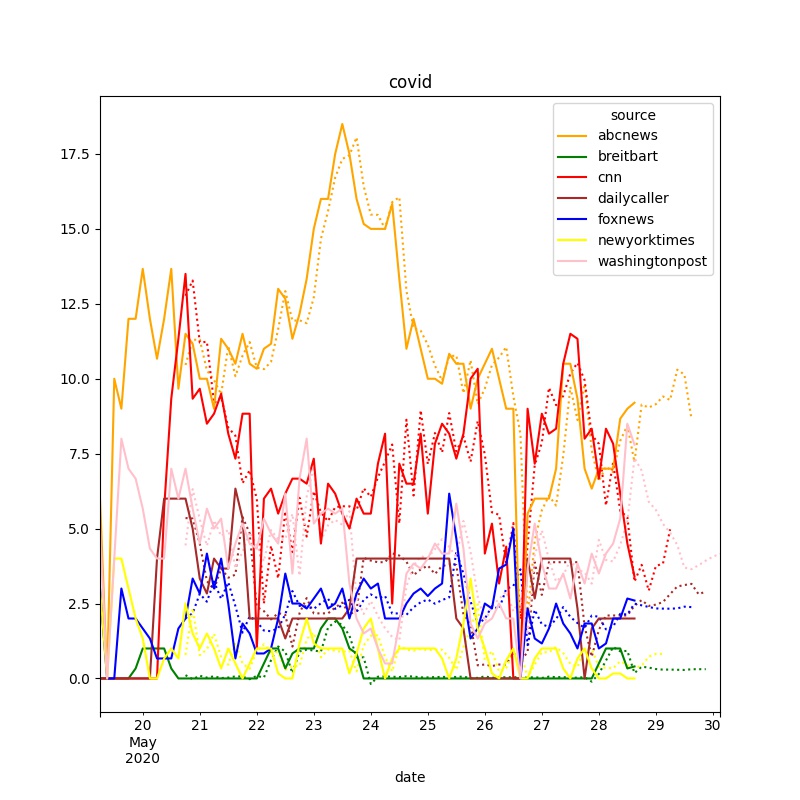 covid
source
abcnews
breitbart
cnn
dailycaller
foxnews
newyorktimes
washingtonpost
17.5
15.0
12.5
10.0
7.5
5.0
2.5
0.0
20 21 22 23 24 25 26 27 28 29 30
May
2020
date